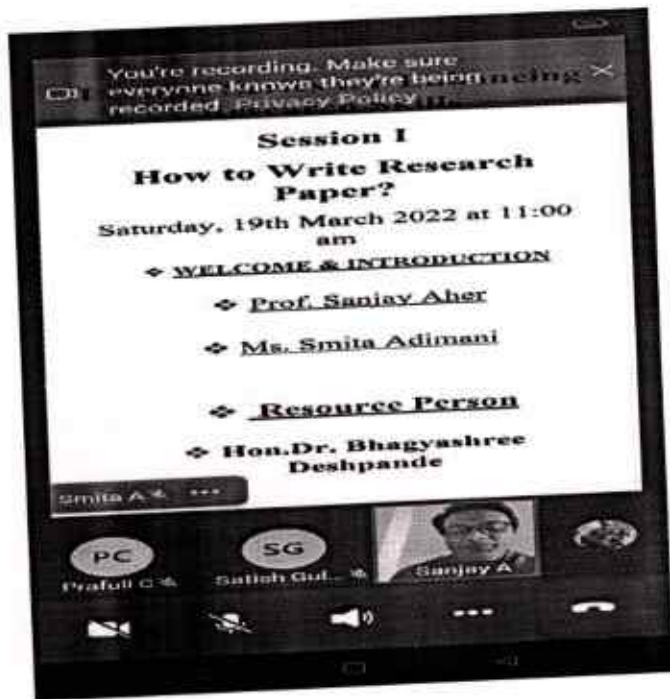 You're recording. Make sure
everyone knows they're being
recorded. Privacy Policy
Session I
How to Write Research
Paper?
Saturday, 19th March 2022 at 11:00
am
❖ WELCOME & INTRODUCTION
❖ Prof. Sanjay Aher
❖ Ms. Smita Adimani
❖ Resource Person
❖ Hon.Dr. Bhagyashree
Deshpande
Smita A
PC
SG
Prafull C
Satish Gul...
Sanjay A